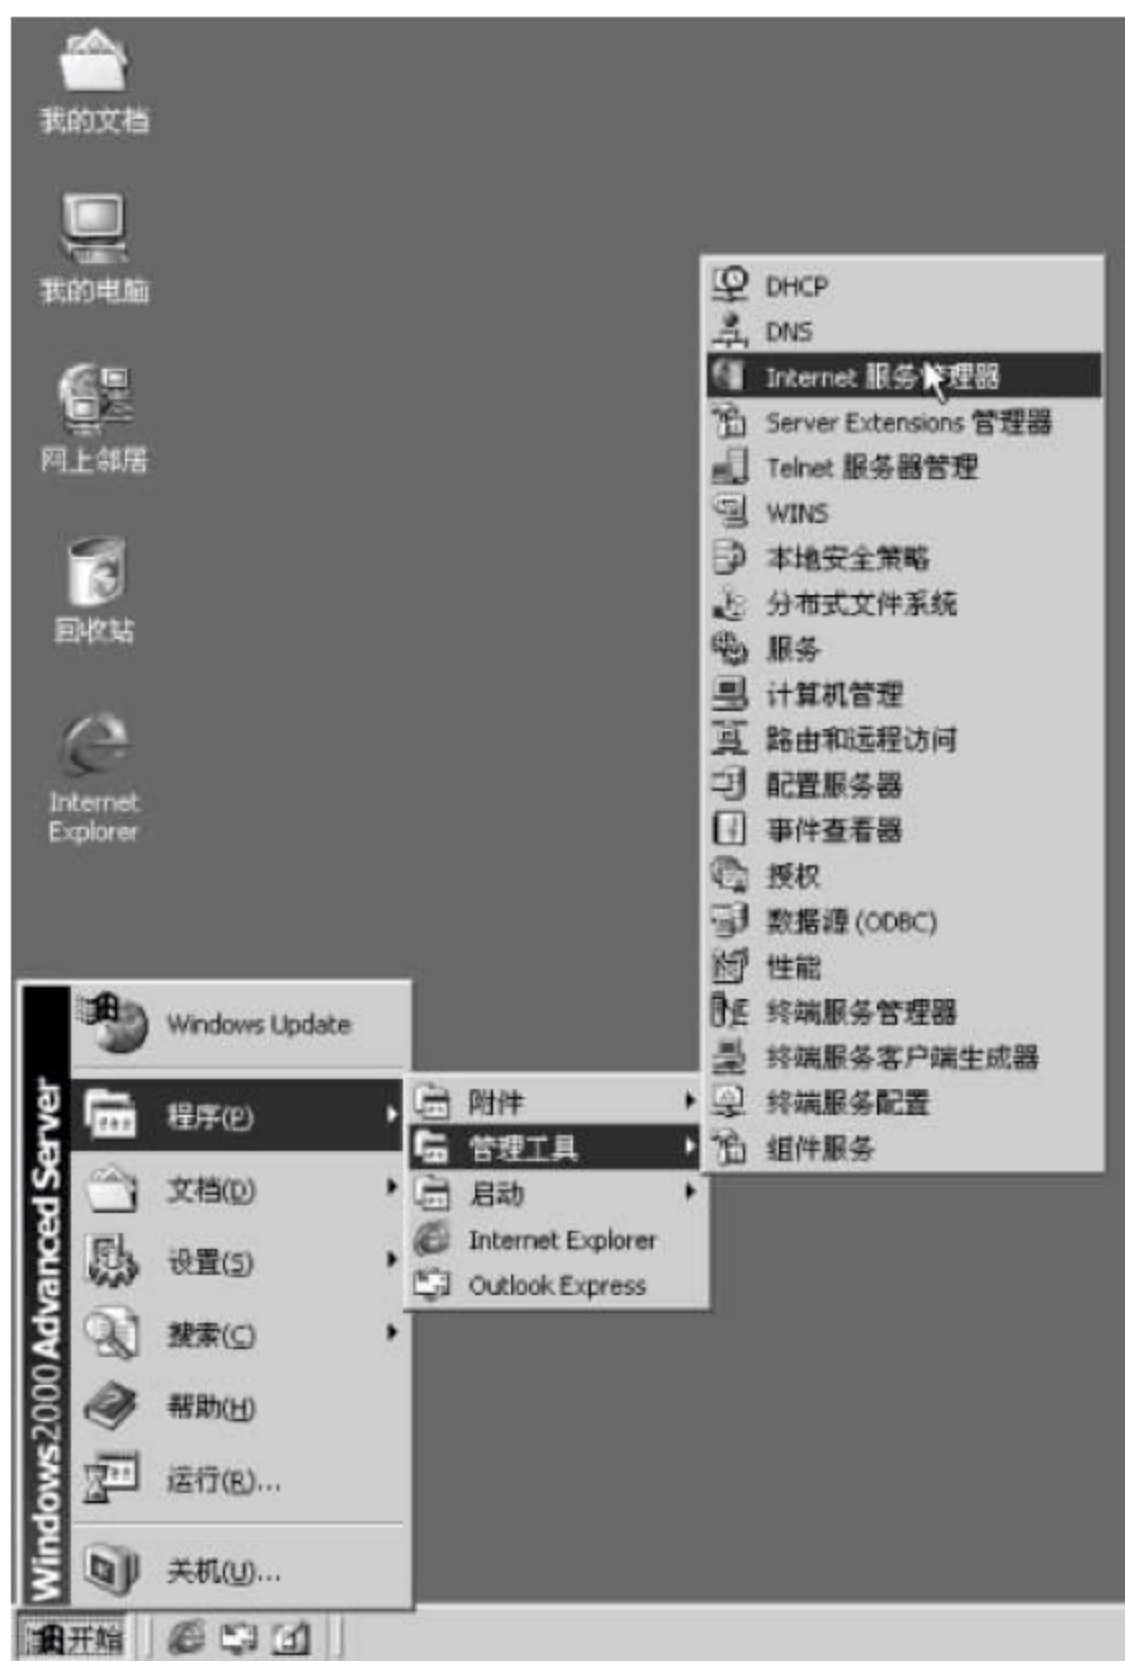 我的文档
我的电脑
网上邻居
回收站
Internet
Explorer
DHCP
DNS
Internet 服务管理器
Server Extensions 管理器
Telnet 服务器管理
WINS
本地安全策略
分布式文件系统
服务
计算机管理
路由和远程访问
配置服务器
事件查看器
授权
数据源 (ODBC)
性能
终端服务管理器
终端服务客户端生成器
终端服务配置
组件服务
附件
管理工具
启动
Internet Explorer
Outlook Express
Windows Update
程序(P)
文档(D)
设置(S)
搜索(C)
帮助(H)
运行(R)...
关机(U)...
Windows2000Advanced Server
开始